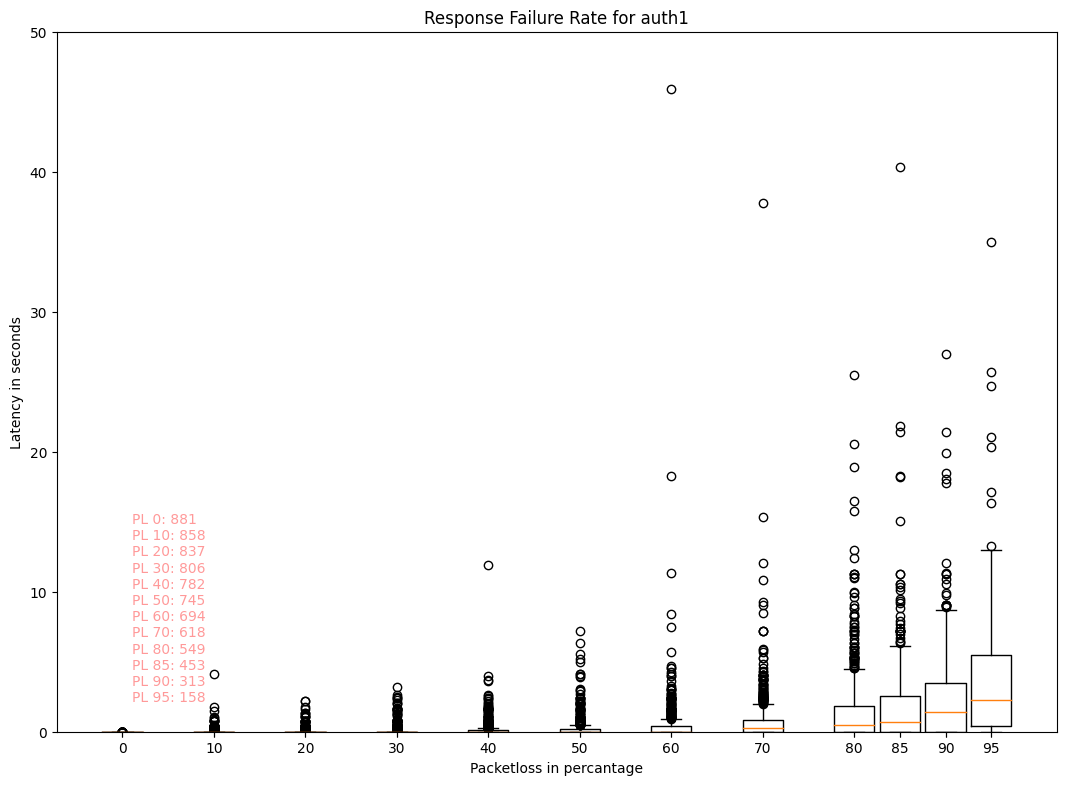 Response Failure Rate for auth1
50
40
30
20
10
0
Latency in seconds
PL 0: 881
PL 10: 858
PL 20: 837
PL 30: 806
PL 40: 782
PL 50: 745
PL 60: 694
PL 70: 618
PL 80: 549
PL 85: 453
PL 90: 313
PL 95: 158
0 10 20 30 40 50 60 70 80 85 90 95
Packetloss in percantage